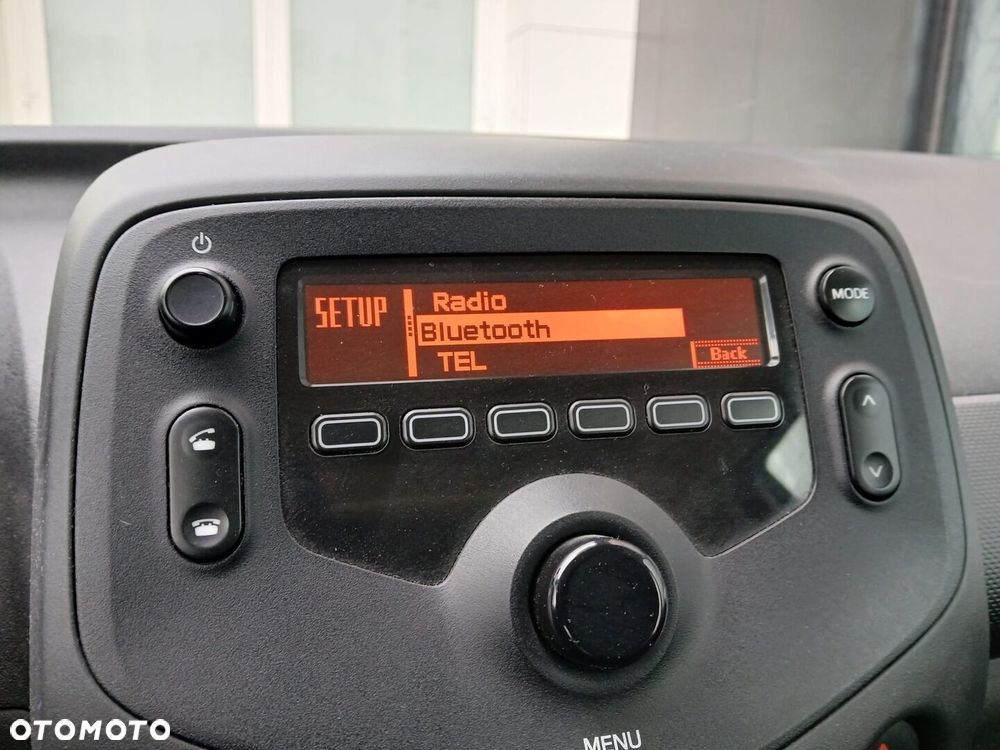 SETUP
Radio
Bluetooth
TEL
Back
MODE
MENU
OTOMOTO